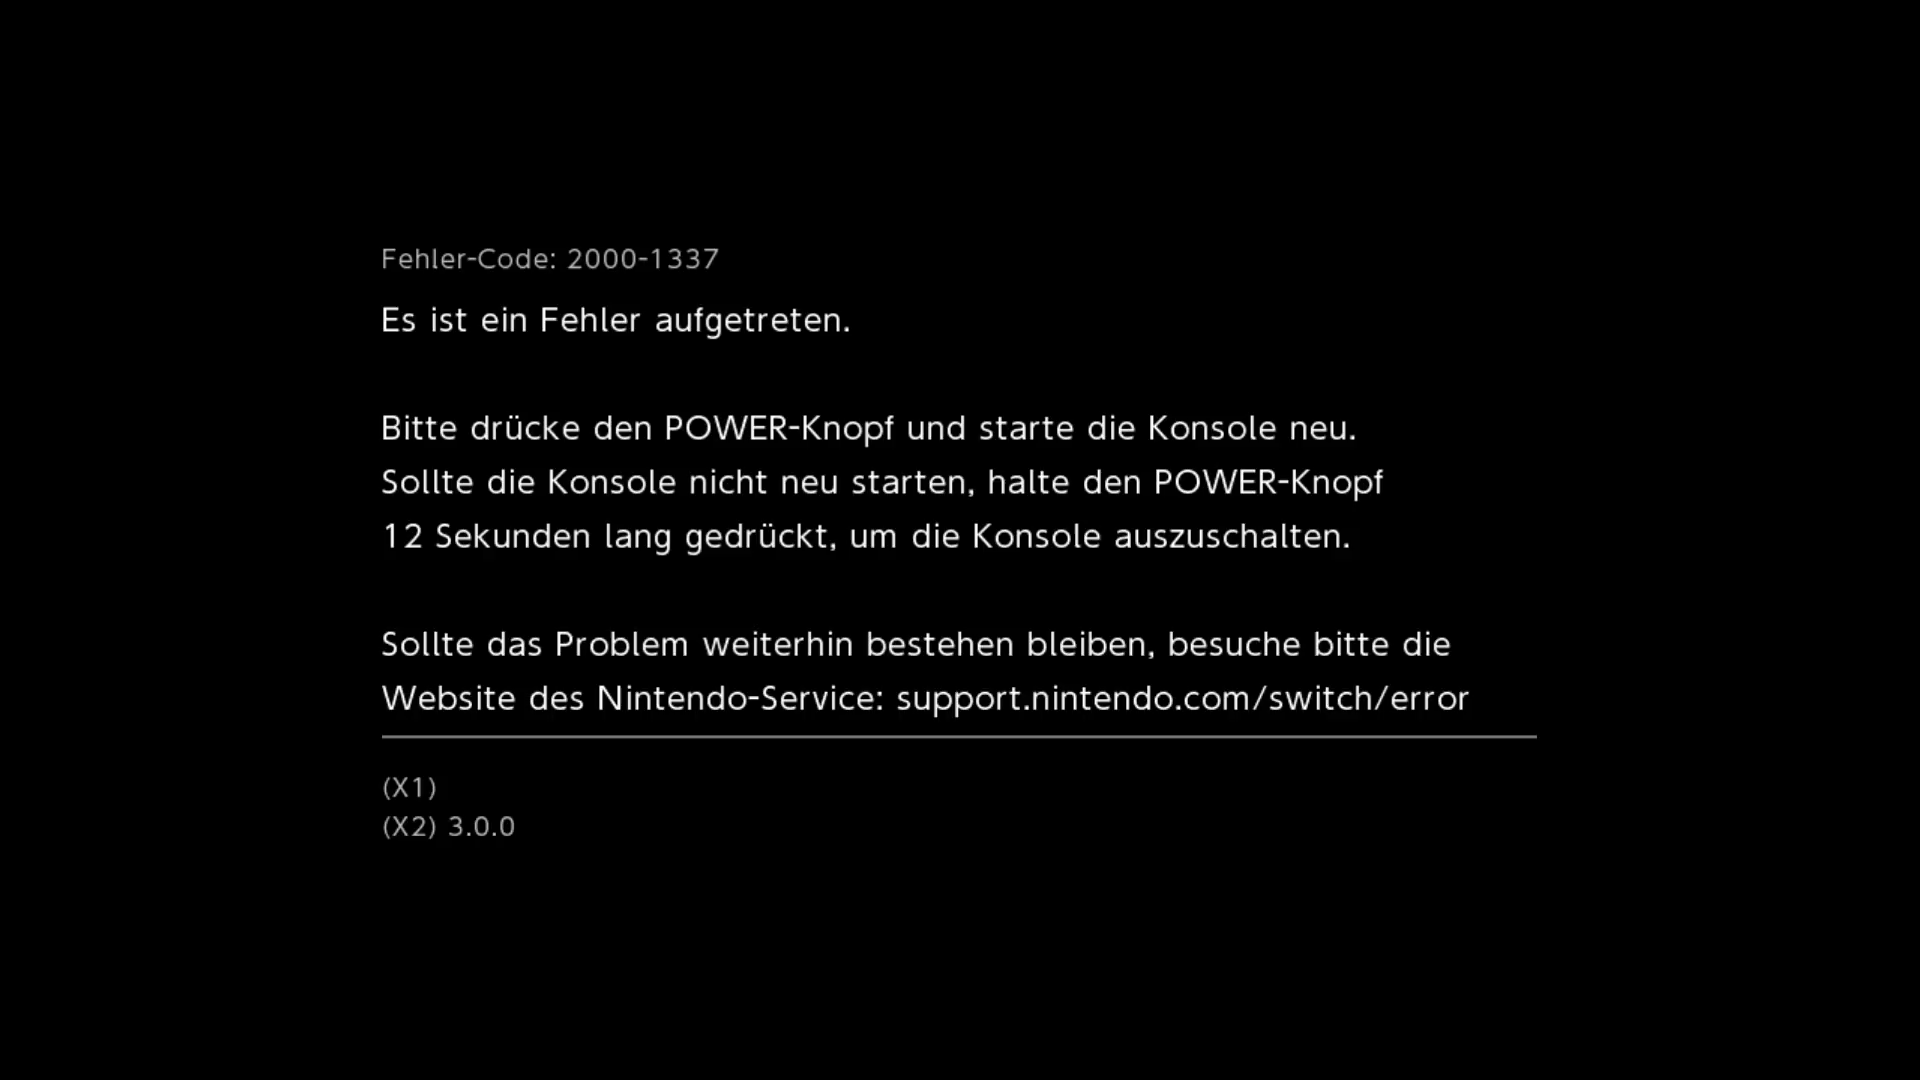 Fehler-Code: 2000-1337
Es ist ein Fehler aufgetreten.
Bitte drücke den POWER-Knopf und starte die Konsole neu.
Sollte die Konsole nicht neu starten, halte den POWER-Knopf
12 Sekunden lang gedrückt, um die Konsole auszuschalten.
Sollte das Problem weiterhin bestehen bleiben, besuche bitte die
Website des Nintendo-Service: support.nintendo.com/switch/error
(X1)
(X2) 3.0.0